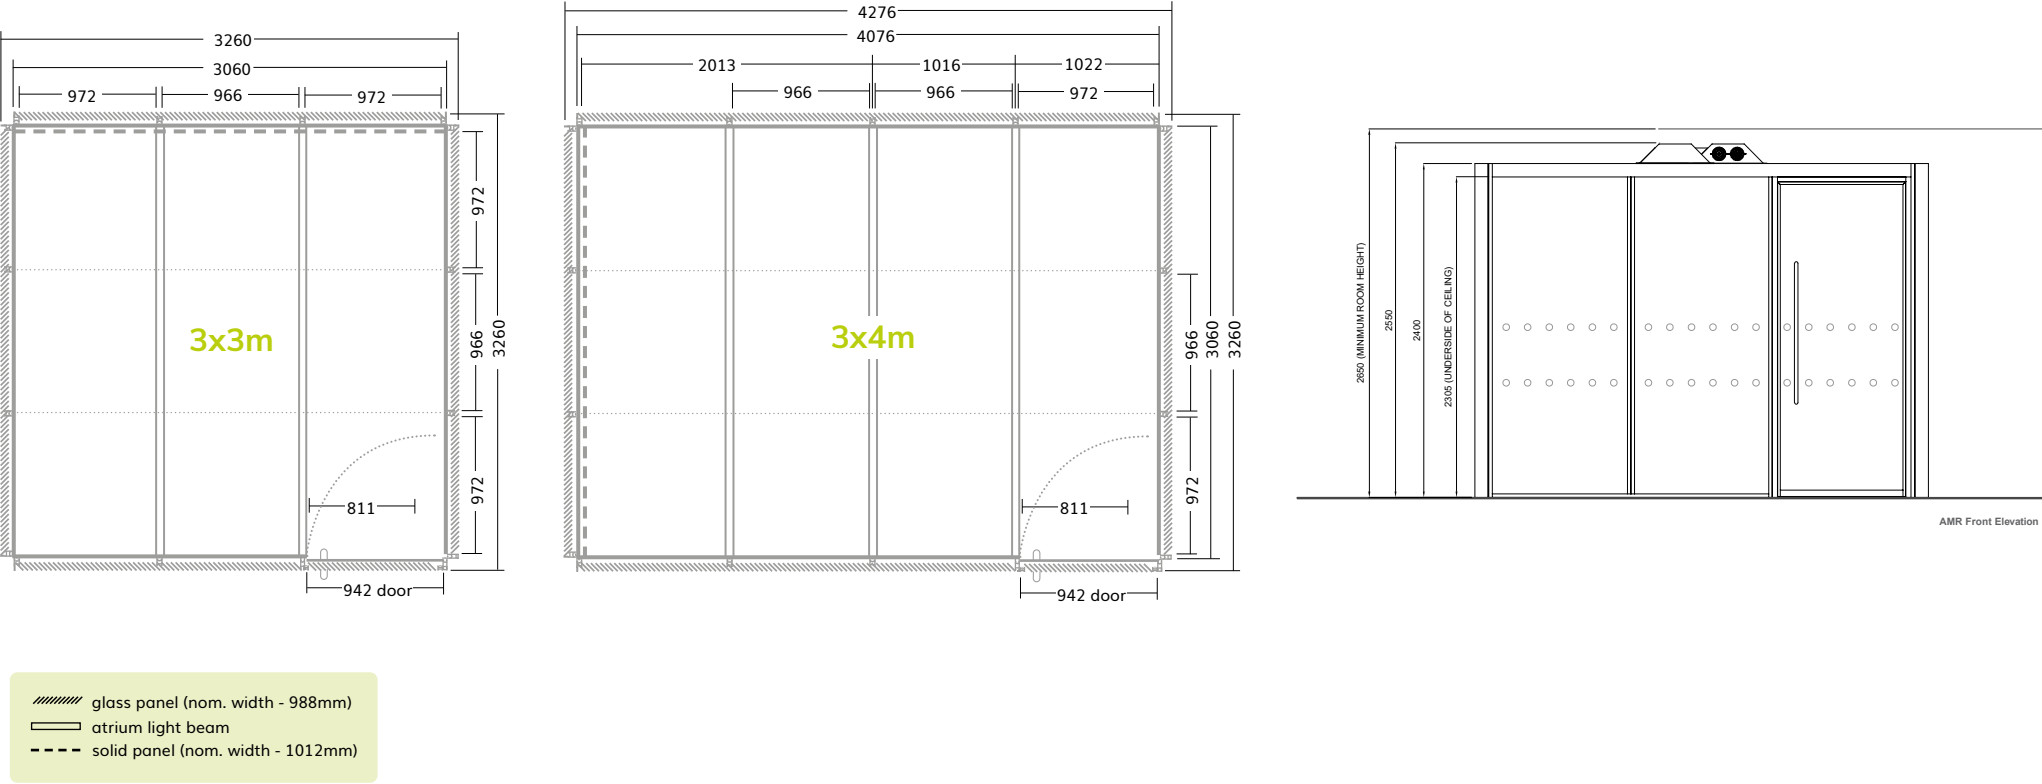 3260
3060
972
966
972
972
966
3260
972
3x3m
811
942 door
4276
4076
2013
1016
1022
966
966
972
966
3060
3260
972
3x4m
811
942 door
2650 (MINIMUM ROOM HEIGHT)
2550
2400
2305 (UNDERSIDE OF CEILING)
AMR Front Elevation
glass panel (nom. width - 988mm)
atrium light beam
solid panel (nom. width - 1012mm)